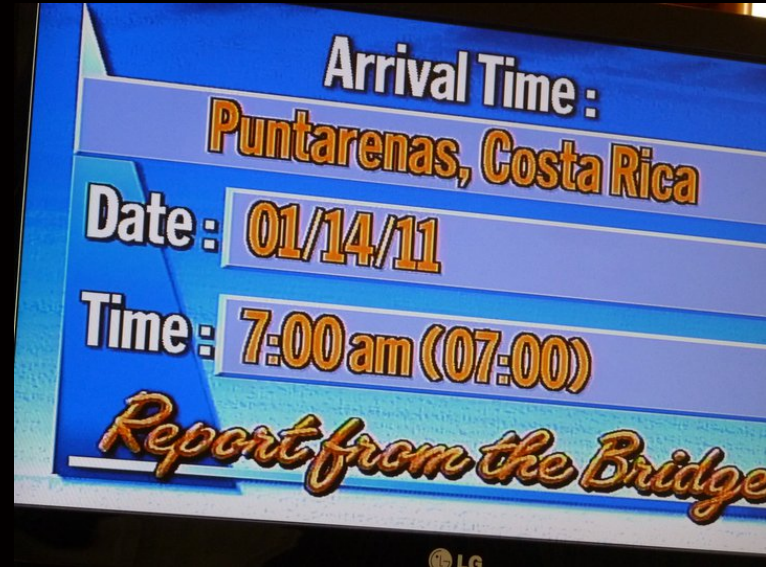 Arrival Time :
Puntarenas, Costa Rica
Date : 01/14/11
Time : 7:00 am (07:00)
Report from the Bridge
LG